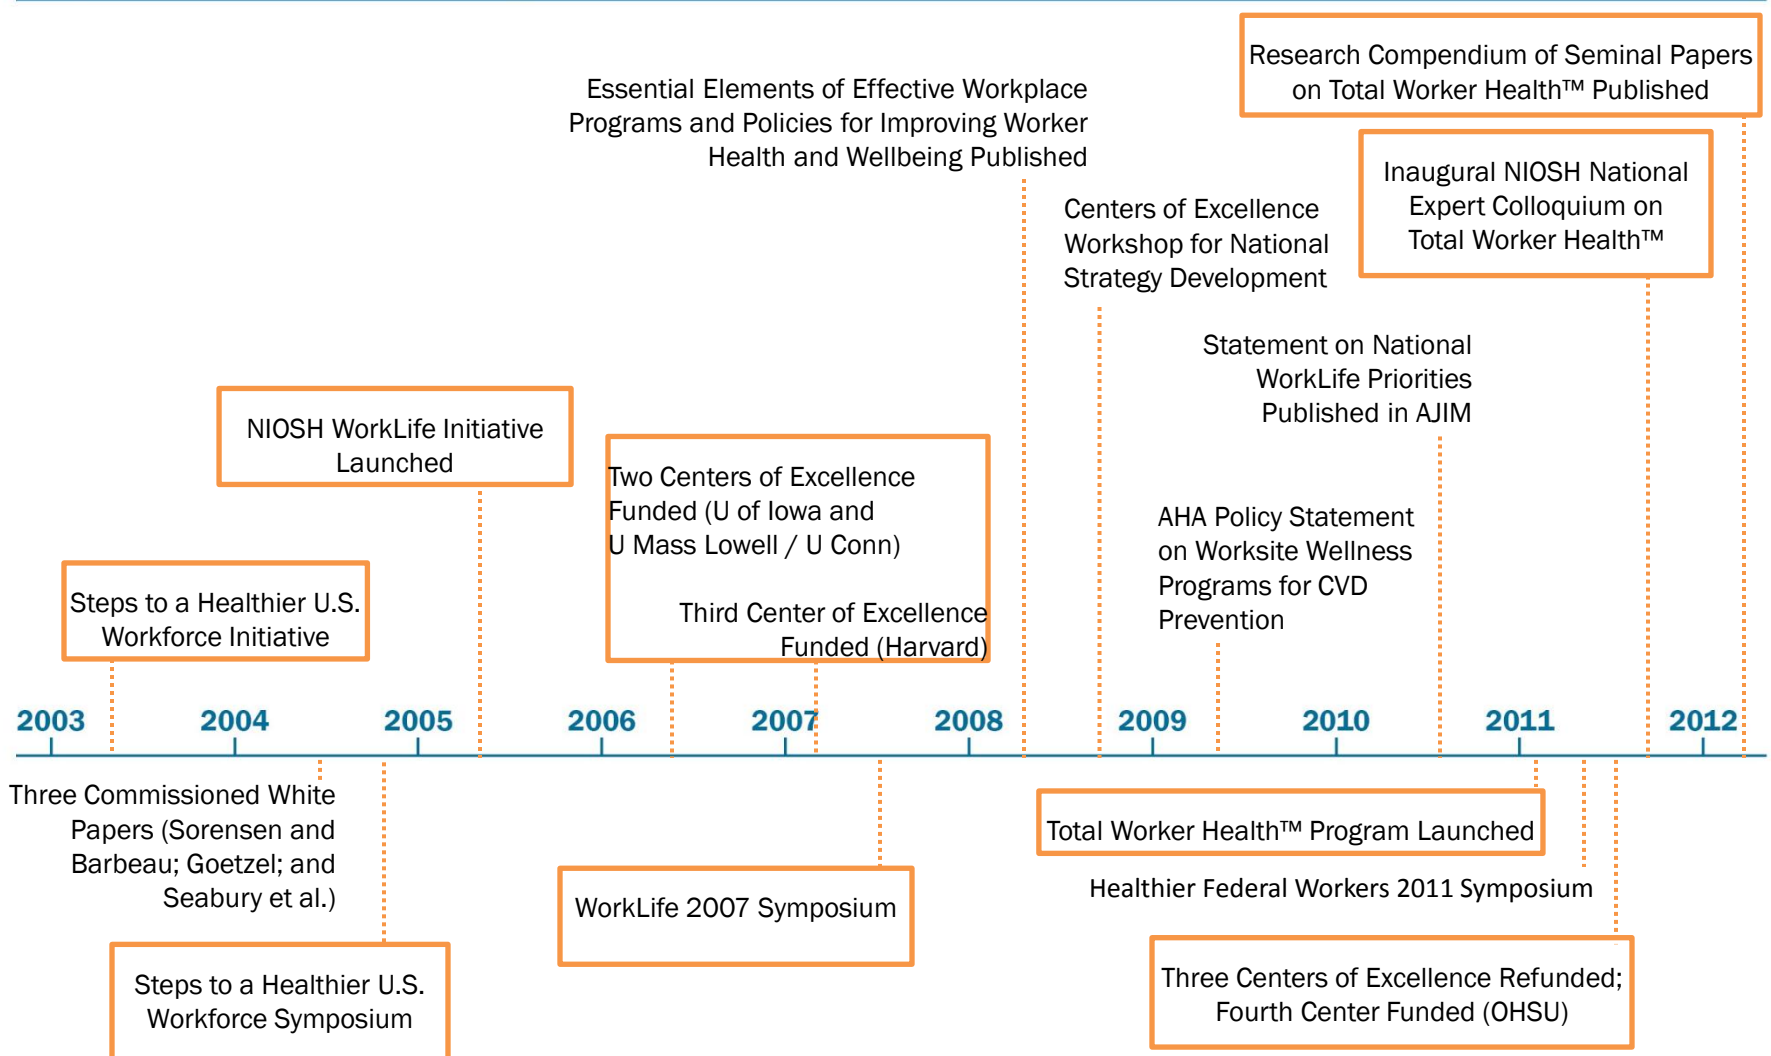 Research Compendium of Seminal Papers
on Total Worker Health™ Published
Essential Elements of Effective Workplace
Programs and Policies for Improving Worker
Health and Wellbeing Published
Inaugural NIOSH National
Expert Colloquium on
Total Worker Health™
Centers of Excellence
Workshop for National
Strategy Development
Statement on National
WorkLife Priorities
Published in AJIM
NIOSH WorkLife Initiative
Launched
Two Centers of Excellence
Funded (U of Iowa and
U Mass Lowell / U Conn)
Third Center of Excellence
Funded (Harvard)
AHA Policy Statement
on Worksite Wellness
Programs for CVD
Prevention
Steps to a Healthier U.S.
Workforce Initiative
2003 2004 2005 2006 2007 2008 2009 2010 2011 2012
Three Commissioned White
Papers (Sorensen and
Barbeau; Goetzel; and
Seabury et al.)
Steps to a Healthier U.S.
Workforce Symposium
WorkLife 2007 Symposium
Total Worker Health™ Program Launched
Healthier Federal Workers 2011 Symposium
Three Centers of Excellence Refunded;
Fourth Center Funded (OHSU)